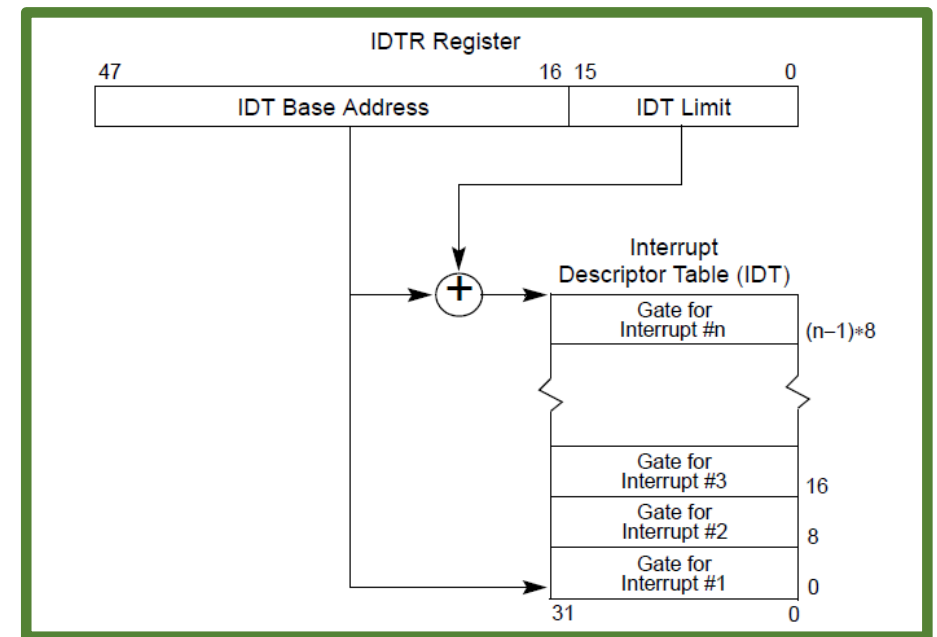 IDTR Register
47 16 15 0
IDT Base Address IDT Limit
+
Interrupt
Descriptor Table (IDT)
Gate for
Interrupt #n
(n–1)∗8
Gate for
Interrupt #3
16
Gate for
Interrupt #2
8
Gate for
Interrupt #1
0
31 0